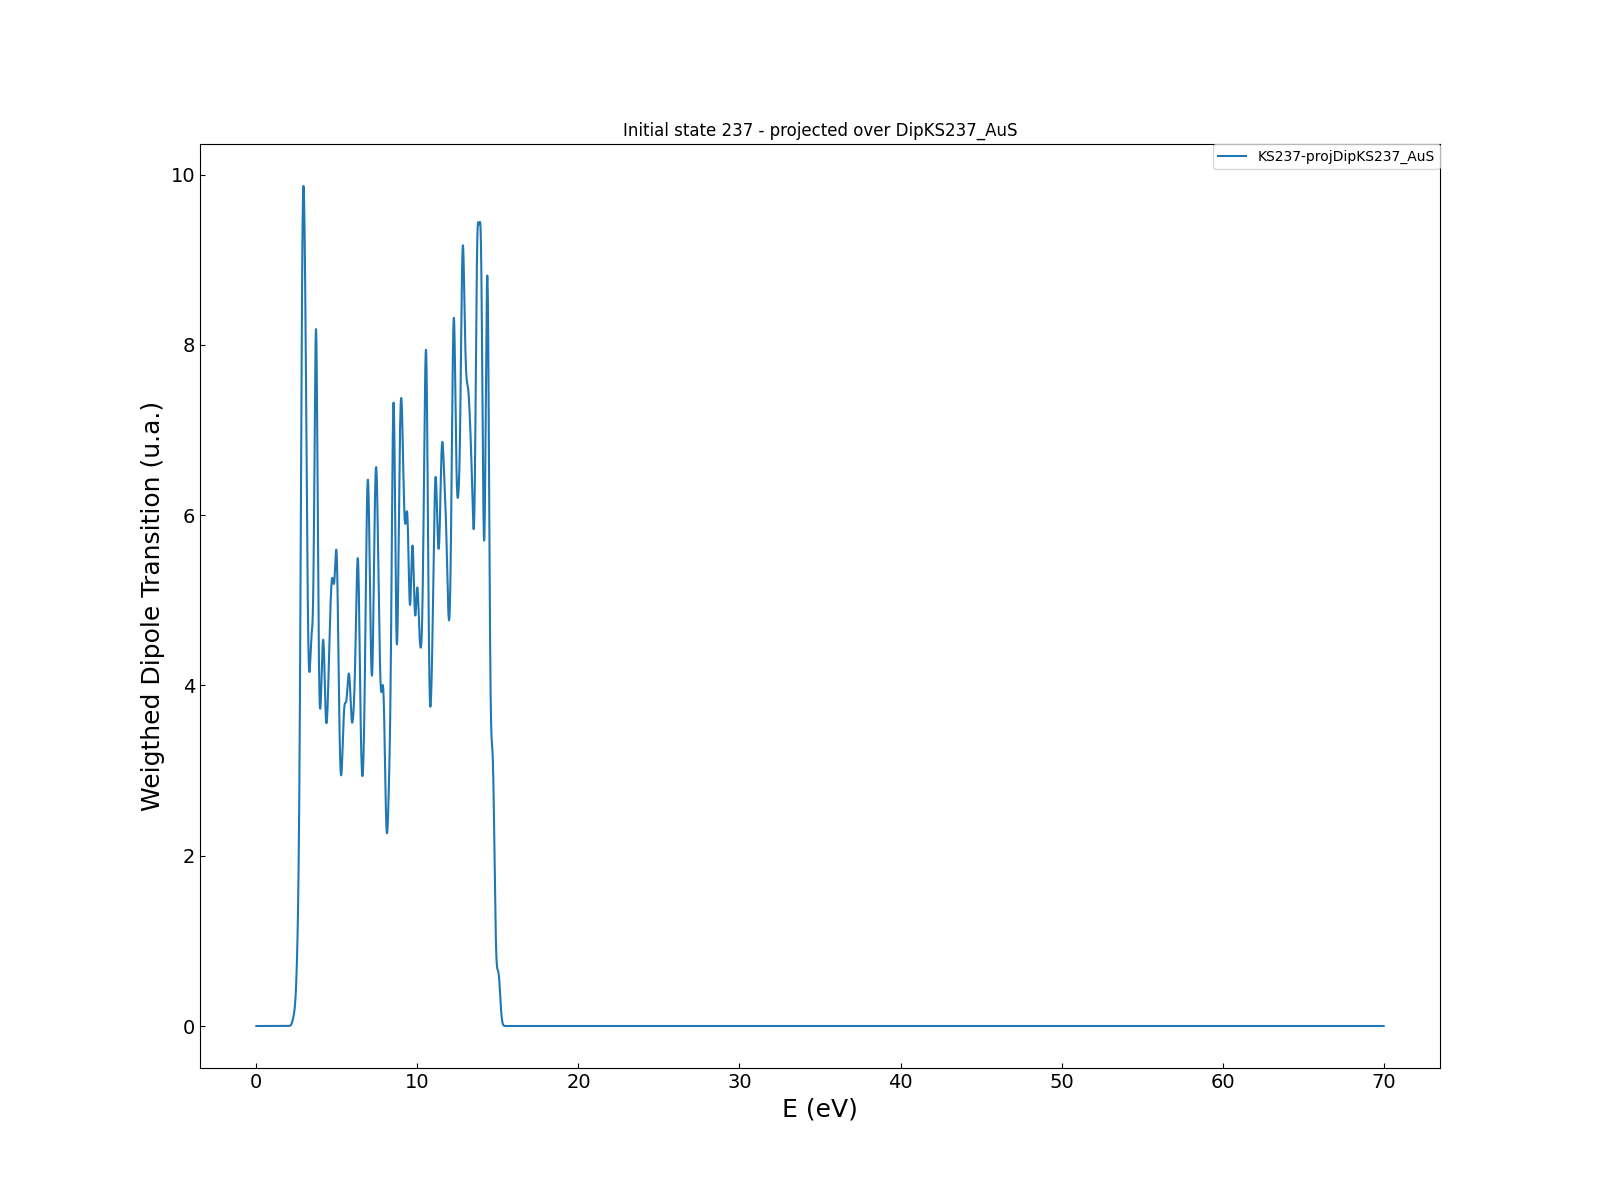 Initial state 237 - projected over DipKS237_AuS
KS237-projDipKS237_AuS
Weigthed Dipole Transition (u.a.)
10
8
6
4
2
0
0 10 20 30 40 50 60 70
E (eV)